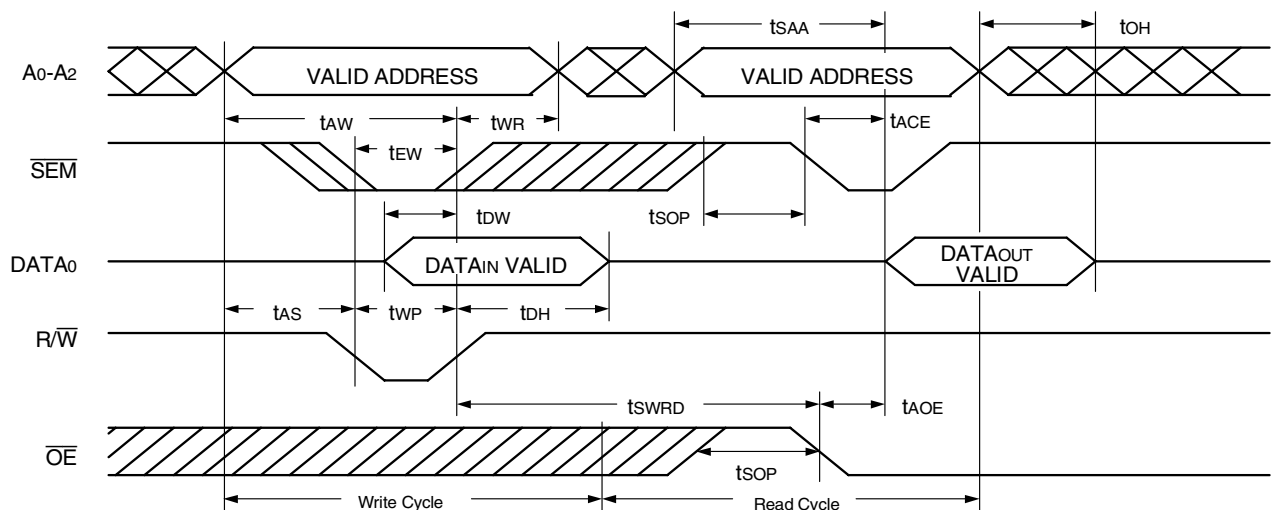 tSAA
tOH
A0-A2
VALID ADDRESS
VALID ADDRESS
tAW
tWR
tACE
tEW
SEM
tDW
tSOP
DATA0
DATAIN VALID
DATAOUT
VALID
tAS
tWP
tDH
R/W
tSWRD
tAOE
OE
tSOP
Write Cycle
Read Cycle